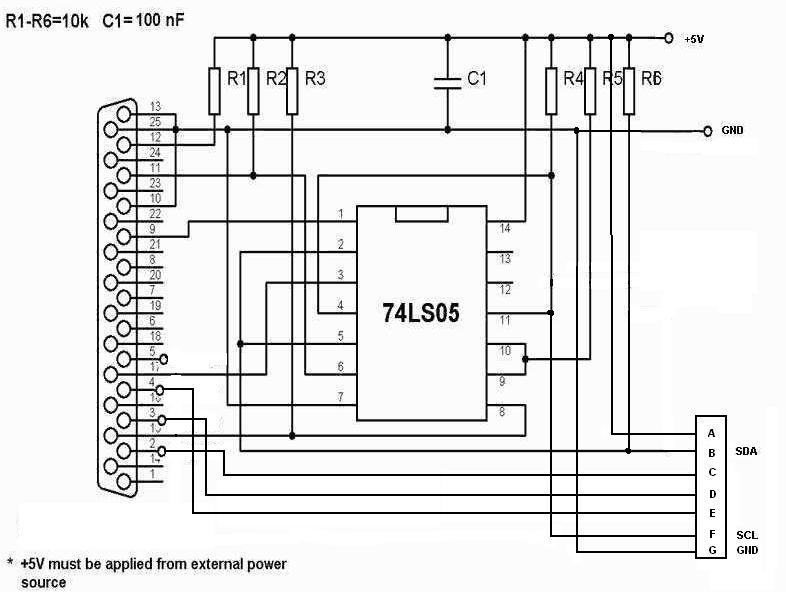 R1-R6=10k C1=100 nF
+5V
R1 R2 R3 C1 R4 R5 R6
13
25
12
24
11
23
10
22
9
21
8
20
7
19
6
18
5
17
4
16
3
15
2
14
1
GND
1
2
3
4
5
6
7
74LS05
14
13
12
11
10
9
8
A
B SDA
C
D
E
F SCL
G GND
* +5V must be applied from external power
source